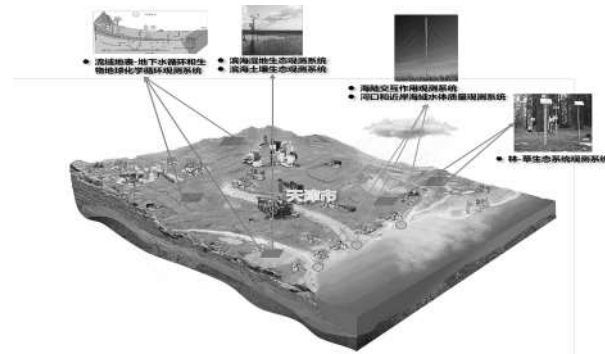 流域地表-地下水循环和生
物地球化学循环观测系统
滨海湿地生态观测系统
滨海土壤生态观测系统
海陆交互作用观测系统
河口和近岸海域水体质量观测系统
林-草生态系统观测系统
天津市